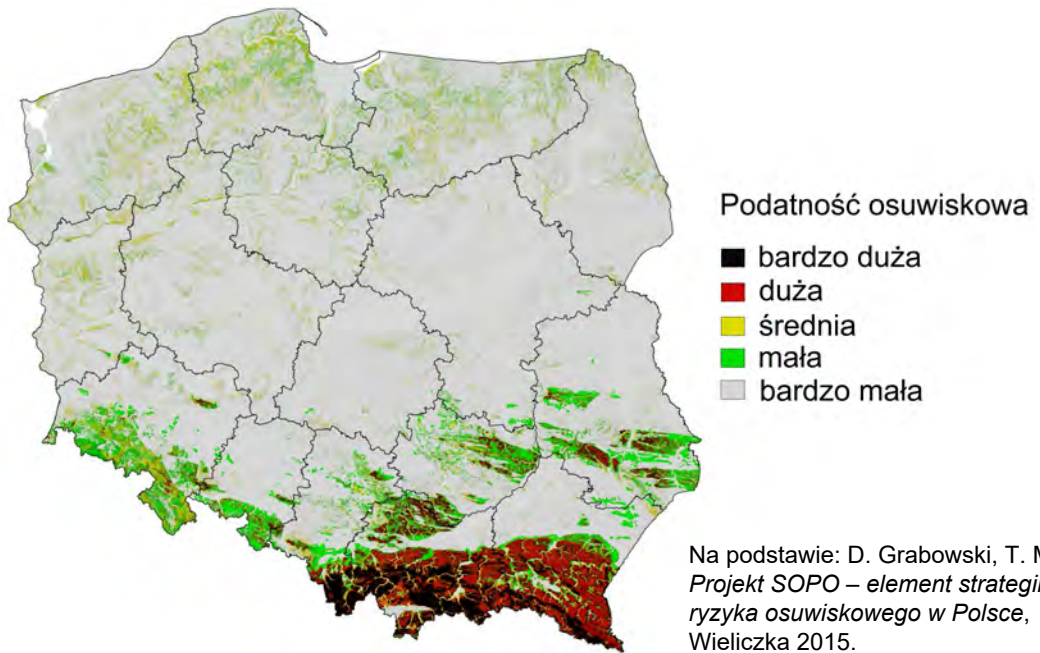 Podatność osuwiskowa
bardzo duża
duża
średnia
mała
bardzo mała
Na podstawie: D. Grabowski, T. M
Projekt SOPO – element strategii
ryzyka osuwiskowego w Polsce,
Wieliczka 2015.